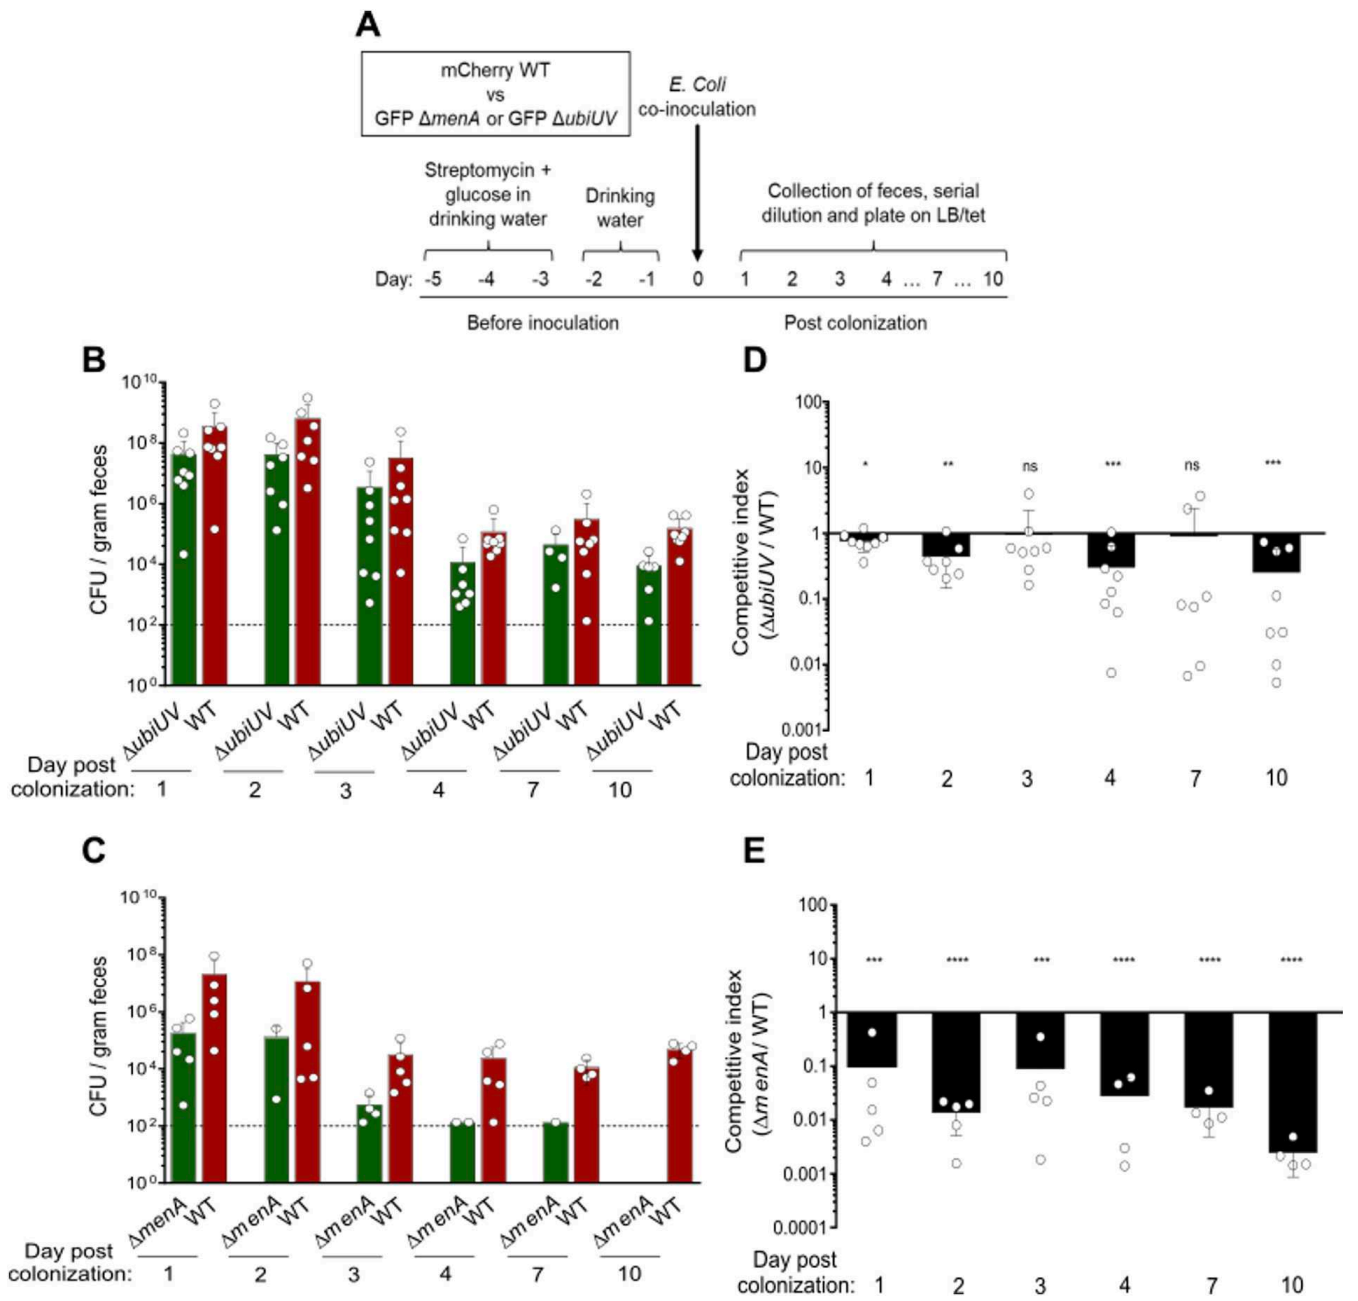 A
mCherry WT
vs
GFP ΔmenA or GFP ΔubiUV
E. Coli
co-inoculation
Streptomycin +
glucose in
drinking water
Drinking
water
Collection of feces, serial
dilution and plate on LB/tet
Day: -5 -4 -3 -2 -1 0 1 2 3 4 ... 7 ... 10
Before inoculation Post colonization
B
CFU / gram feces
10^10
10^8
10^6
10^4
10^2
10^0
ΔubiUV WT ΔubiUV WT ΔubiUV WT ΔubiUV WT ΔubiUV WT ΔubiUV WT
Day post
colonization: 1 2 3 4 7 10
D
Competitive index
(ΔubiUV / WT)
100
10
1
0.1
0.01
0.001
* ** ns *** ns ***
Day post
colonization: 1 2 3 4 7 10
C
CFU / gram feces
10^10
10^8
10^6
10^4
10^2
10^0
ΔmenA WT ΔmenA WT ΔmenA WT ΔmenA WT ΔmenA WT ΔmenA WT
Day post
colonization: 1 2 3 4 7 10
E
Competitive index
(ΔmenA/ WT)
100
10
1
0.1
0.01
0.001
0.0001
*** **** *** **** **** ****
Day post
colonization: 1 2 3 4 7 10